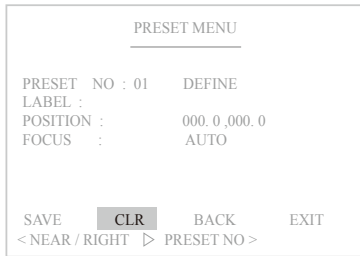 PRESET MENU
PRESET NO : 01 DEFINE
LABEL :
POSITION : 000. 0 ,000. 0
FOCUS : AUTO
SAVE CLR BACK EXIT
< NEAR / RIGHT ▷ PRESET NO >